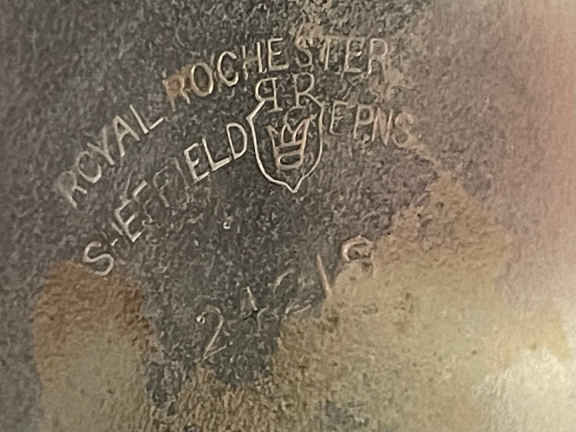 ROYAL ROCHESTER
RR
SHEFFIELD EPNS